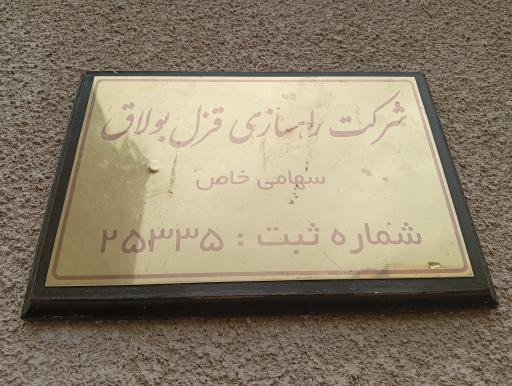 شرکت راهسازی قزل بولاق
سهامی خاص
شماره ثبت : ۲۵۳۳۵